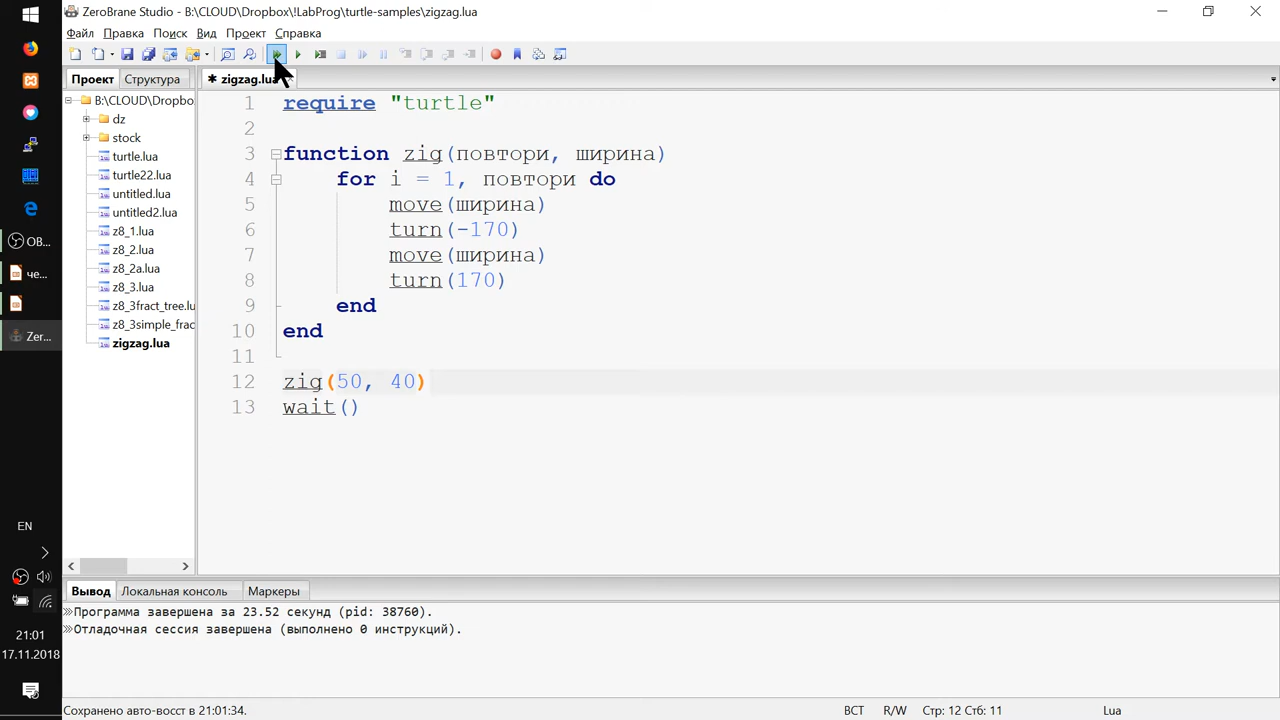 ZeroBrane Studio - B:\CLOUD\Dropbox\!LabProg\turtle-samples\zigzag.lua
Файл Правка Поиск Вид Проект Справка
Проект Структура
* zigzag.lua
B:\CLOUD\Dropbo
dz
stock
turtle.lua
turtle22.lua
untitled.lua
untitled2.lua
z8_1.lua
z8_2.lua
z8_2a.lua
z8_3.lua
z8_3fract_tree.lu
z8_3simple_frac
zigzag.lua
1 require "turtle"
2
3 function zig(повтори, ширина)
4 for i = 1, повтори do
5 move(ширина)
6 turn(-170)
7 move(ширина)
8 turn(170)
9 end
10 end
11
12 zig(50, 40)
13 wait()
OB...
че...
Zer...
EN
21:01
17.11.2018
Вывод Локальная консоль Маркеры
Программа завершена за 23.52 секунд (pid: 38760).
Отладочная сессия завершена (выполнено 0 инструкций).
Сохранено авто-восст в 21:01:34. ВСТ R/W Стр: 12 Стб: 11 Lua